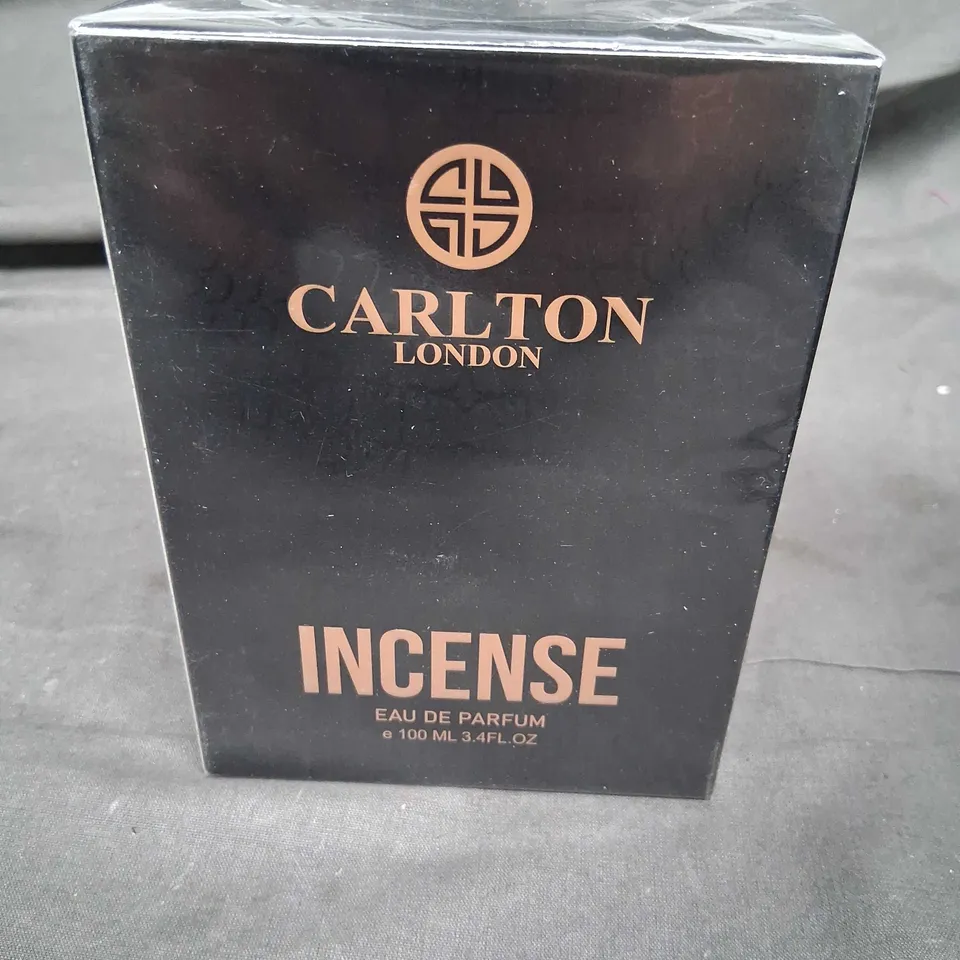 CARLTON
LONDON
INCENSE
EAU DE PARFUM
e 100 ML 3.4FL.OZ